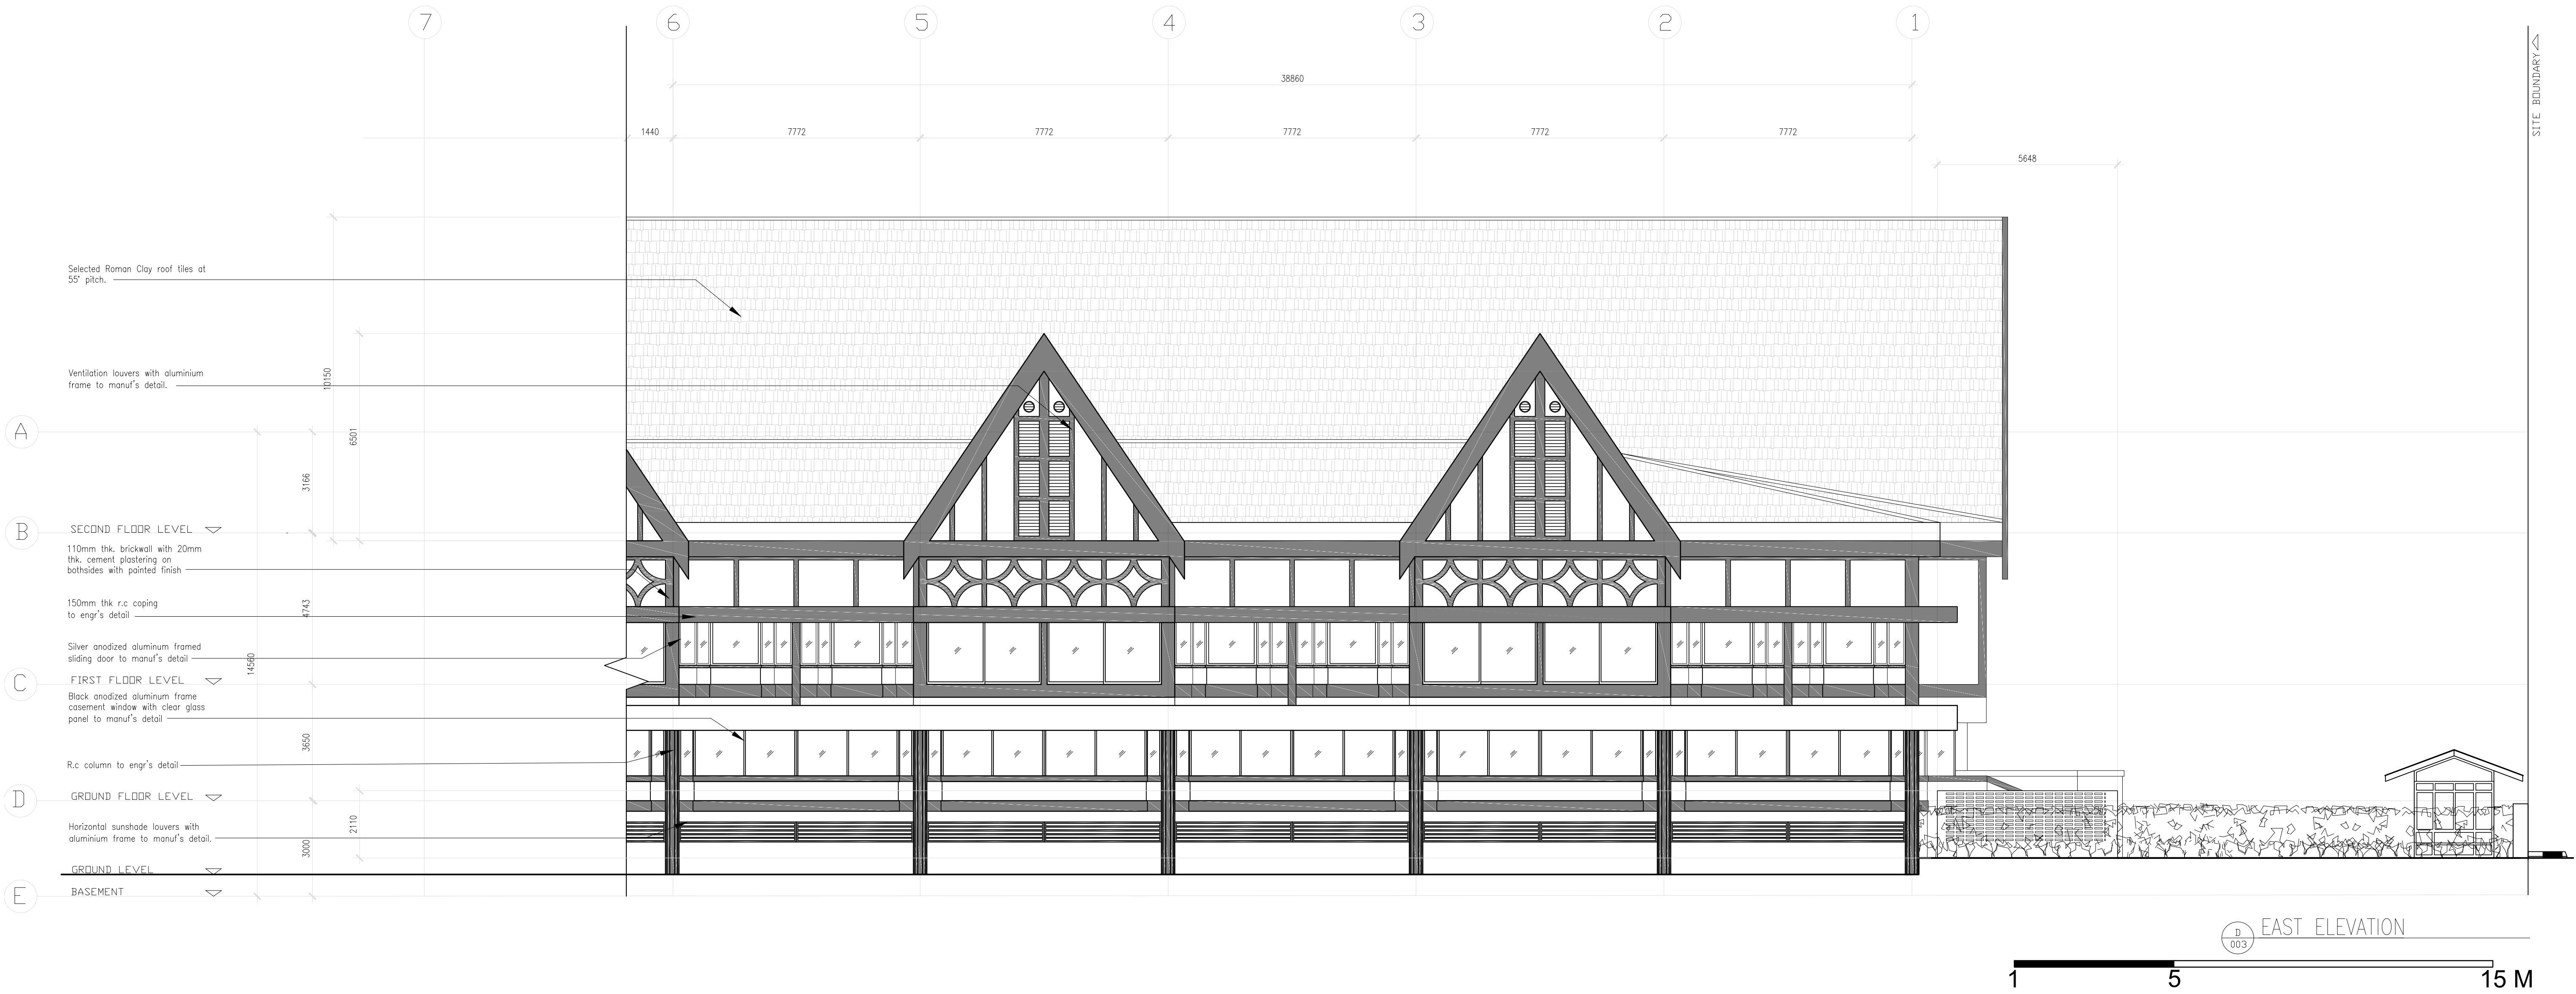 7
6
5
4
3
2
1
SITE BOUNDARY
38860
1440
7772
7772
7772
7772
7772
5648
Selected Roman Clay roof tiles at
55° pitch.
Ventilation louvers with aluminium
frame to manuf's detail.
10150
6501
A
3166
B
SECOND FLOOR LEVEL
110mm thk. brickwall with 20mm
thk. cement plastering on
bothsides with painted finish
150mm thk r.c coping
to engr's detail
4743
Silver anodized aluminum framed
sliding door to manuf's detail
14560
C
FIRST FLOOR LEVEL
Black anodized aluminum frame
casement window with clear glass
panel to manuf's detail
3650
R.c column to engr's detail
D
GROUND FLOOR LEVEL
Horizontal sunshade louvers with
aluminium frame to manuf's detail.
2110
3000
GROUND LEVEL
E
BASEMENT
D
003
EAST ELEVATION
1
5
15 M